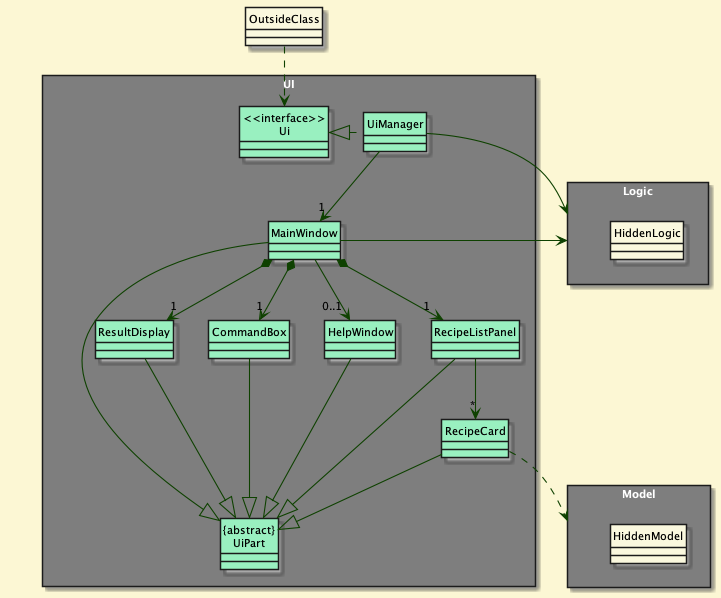 OutsideClass
UI
<<interface>>
Ui
UiManager
Logic
HiddenLogic
1
MainWindow
1
1
0..1
1
ResultDisplay
CommandBox
HelpWindow
RecipeListPanel
*
RecipeCard
Model
HiddenModel
{abstract}
UiPart